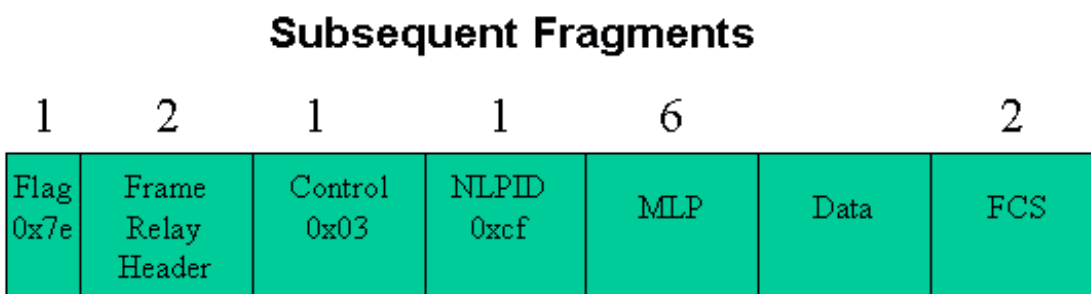 Subsequent Fragments
1 2 1 1 6 2
Flag Frame Control NLPID MLP Data FCS
0x7e Relay 0x03 0xcf
Header